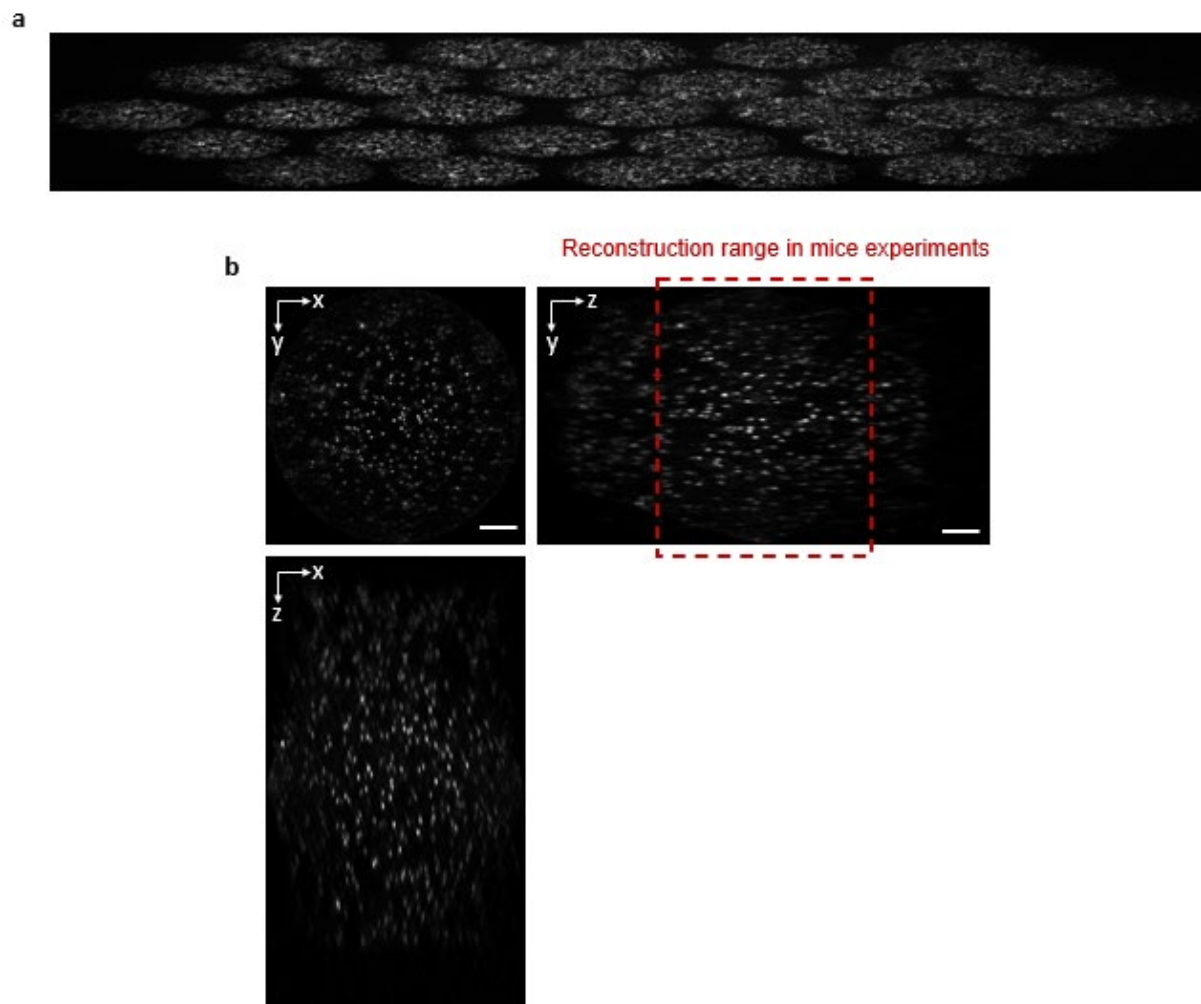 a
Reconstruction range in mice experiments
b
x
y
z
y
x
z